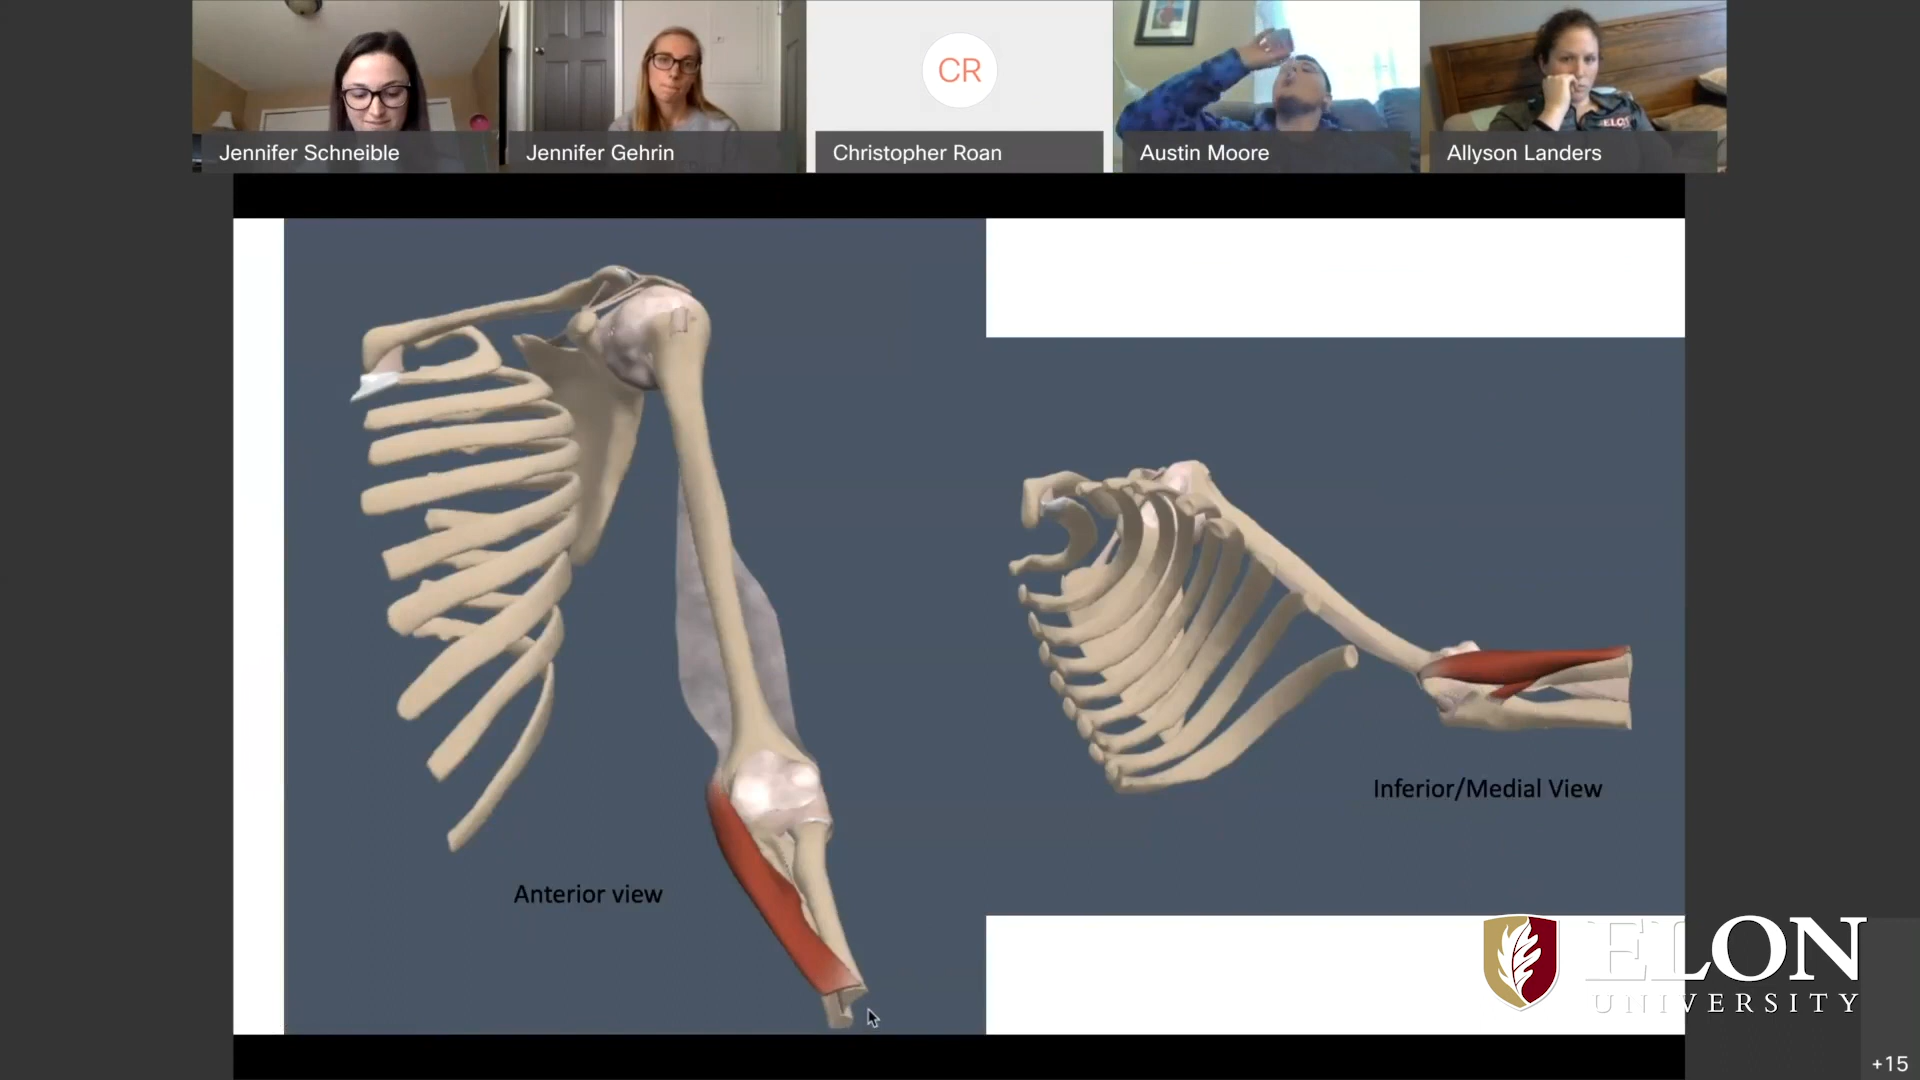 CR
Jennifer Schneible
Jennifer Gehrin
Christopher Roan
Austin Moore
Allyson Landers
ELON
Inferior/Medial View
Anterior view
ELON
UNIVERSITY
+15